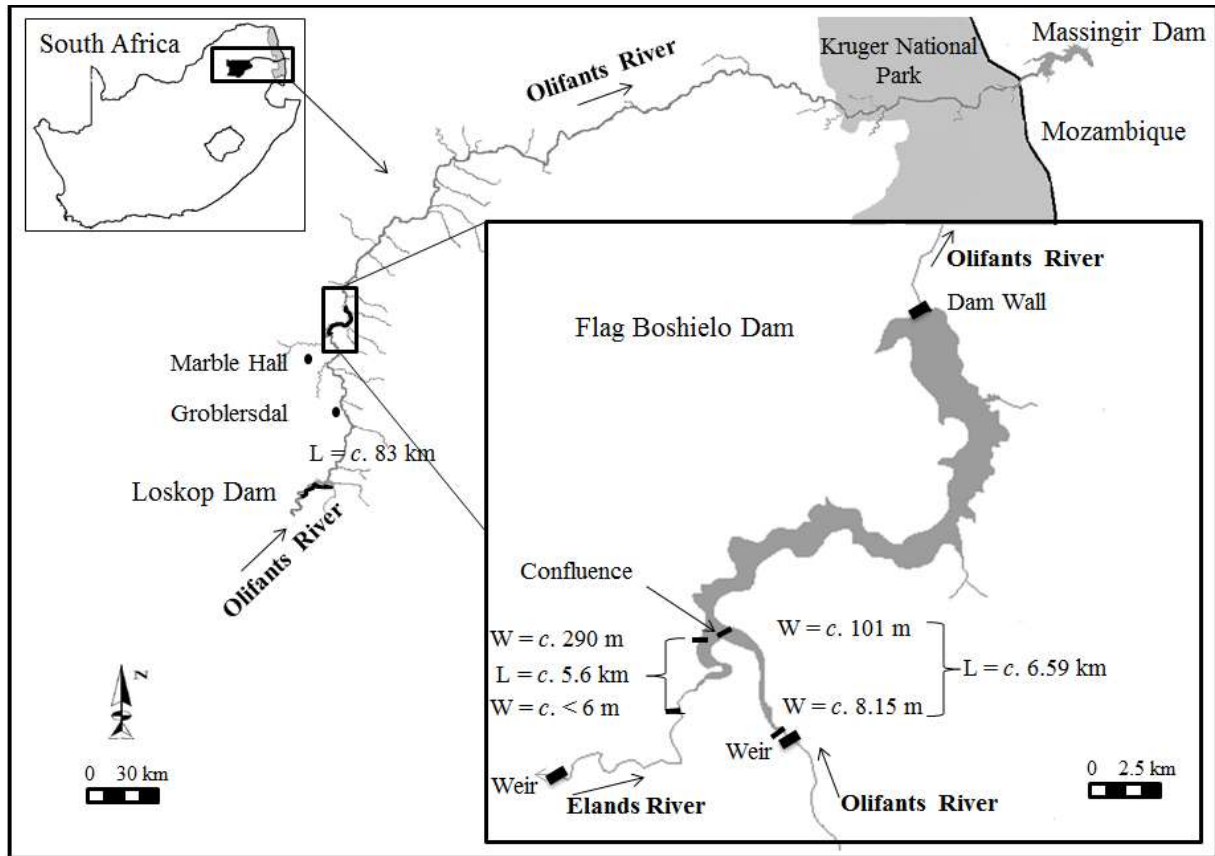 South Africa
Olifants River
Kruger National
Park
Massingir Dam
Mozambique
Marble Hall
Groblersdal
L = c. 83 km
Loskop Dam
Olifants River
N
0 30 km
Olifants River
Dam Wall
Flag Boshielo Dam
Confluence
W = c. 290 m
L = c. 5.6 km
W = c. < 6 m
W = c. 101 m
L = c. 6.59 km
W = c. 8.15 m
Weir
Weir
Elands River
Olifants River
0 2.5 km